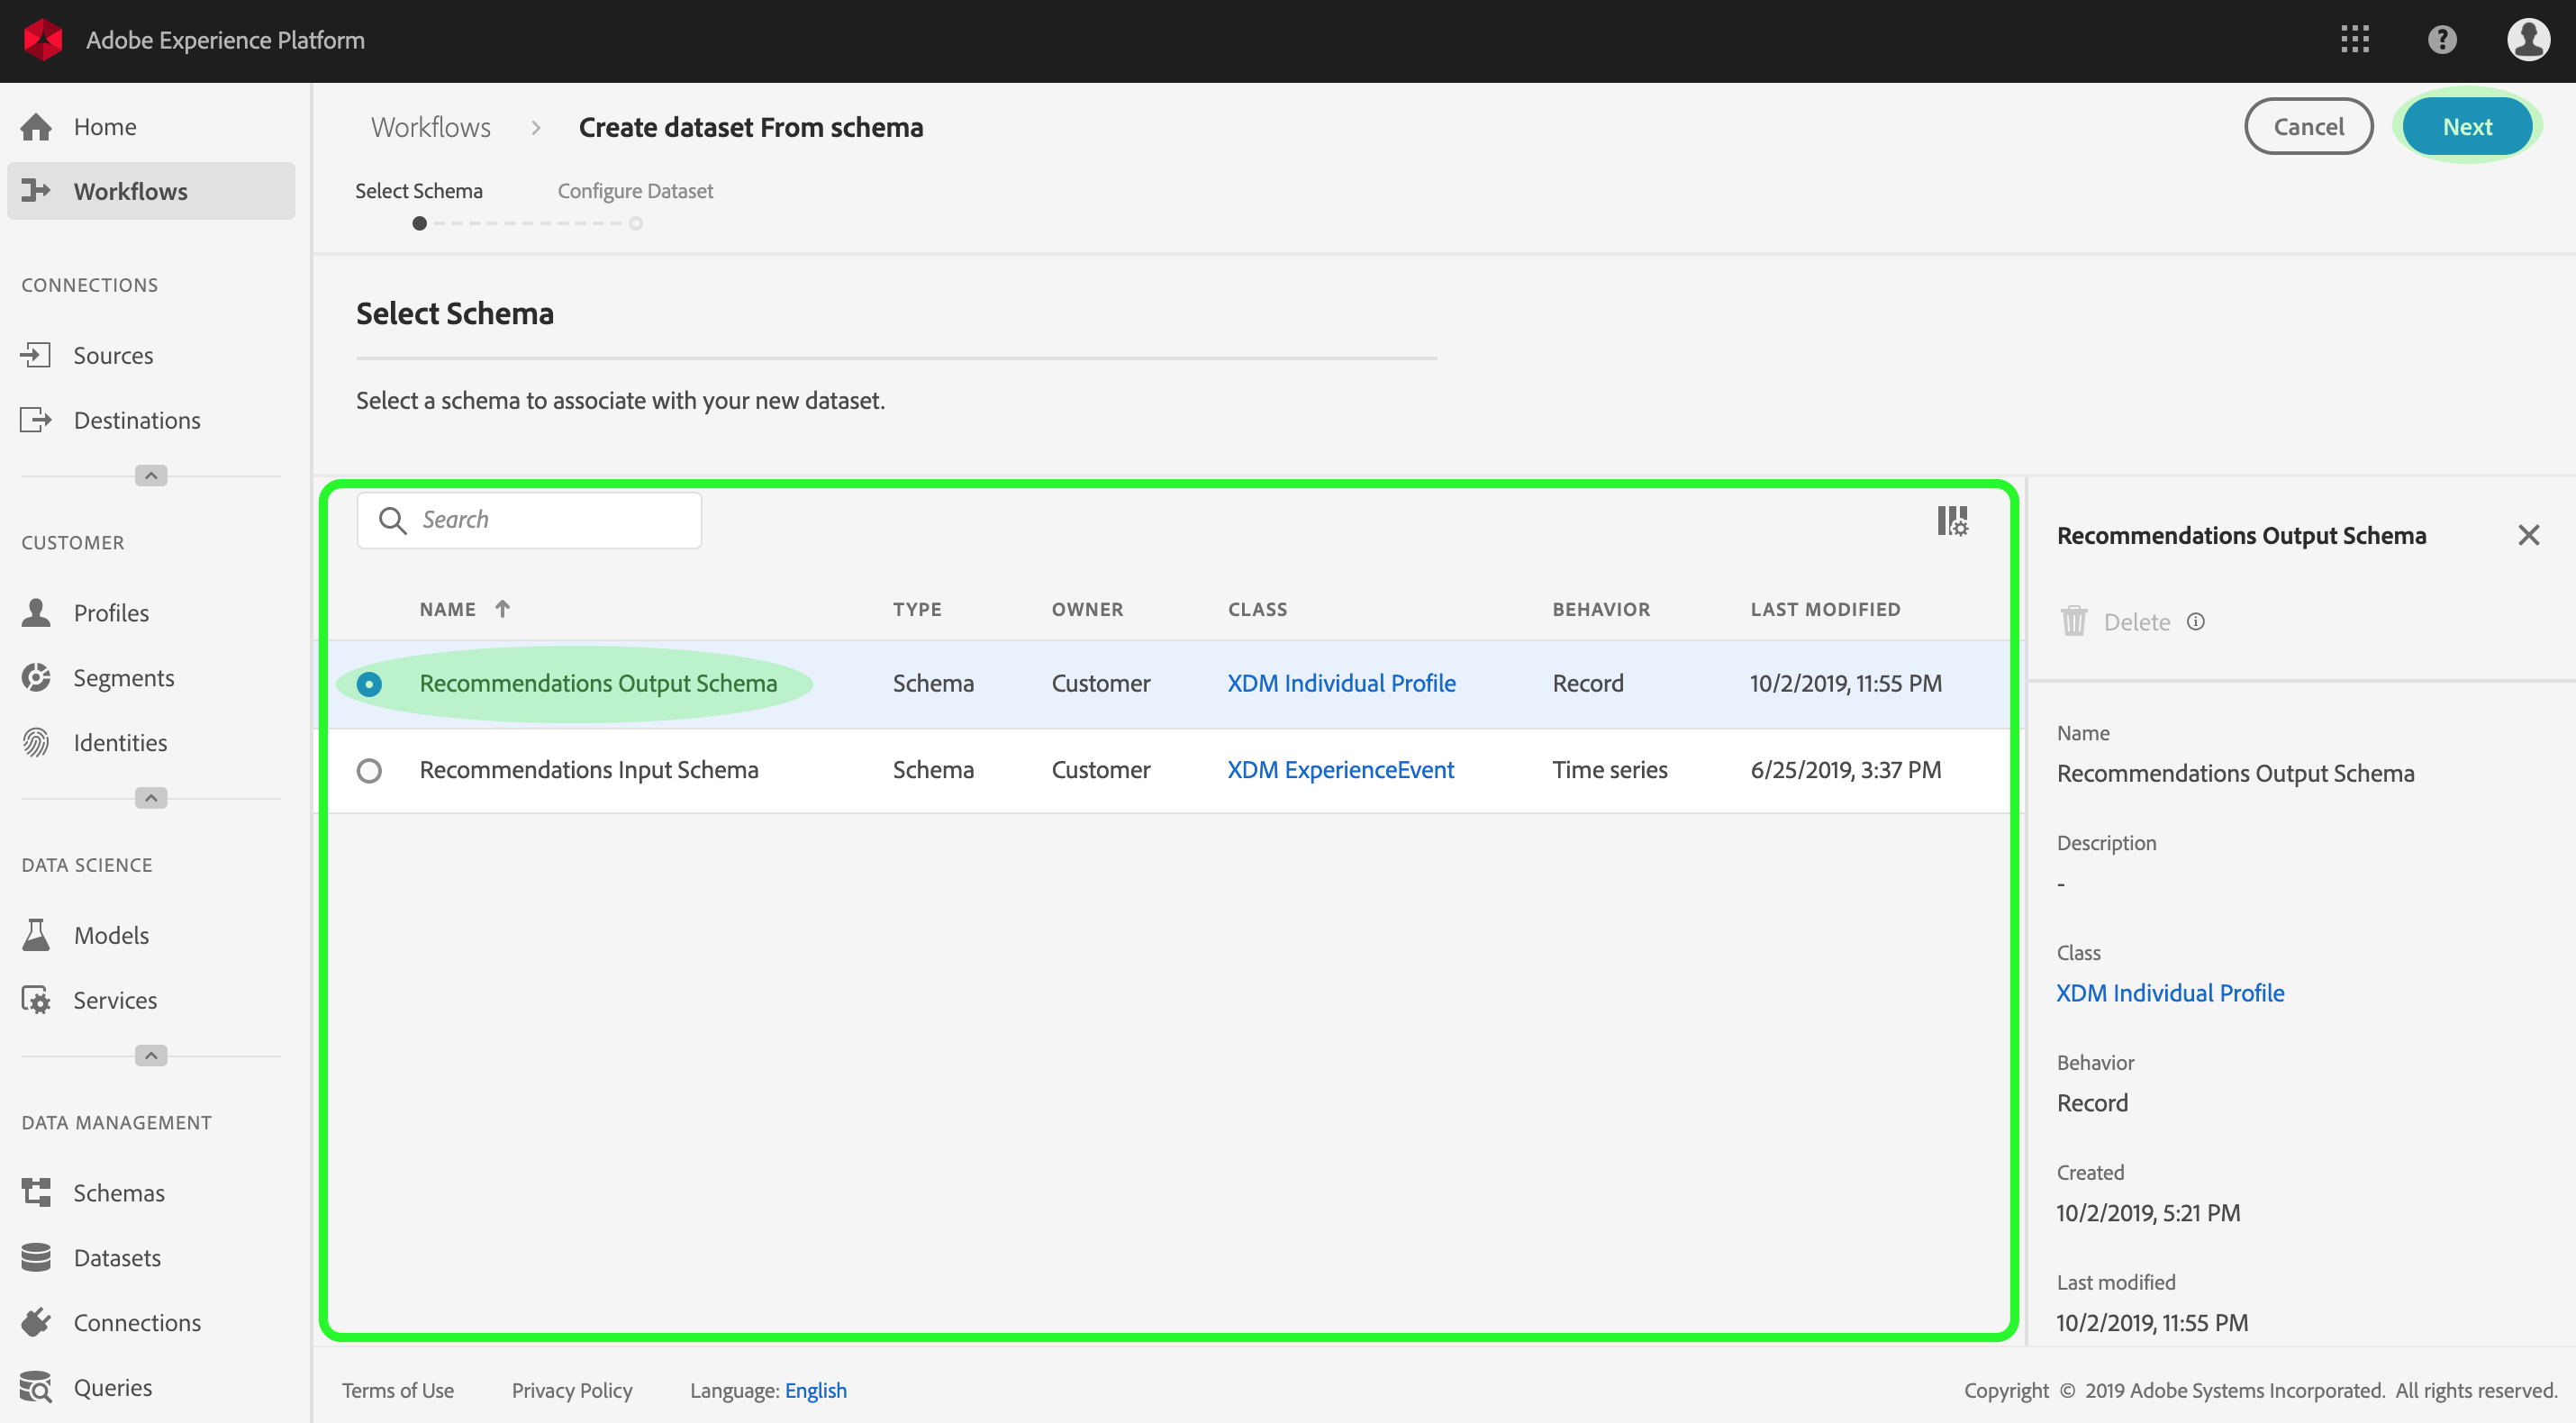 Adobe Experience Platform
Home
Workflows
CONNECTIONS
Sources
Destinations
CUSTOMER
Profiles
Segments
Identities
DATA SCIENCE
Models
Services
DATA MANAGEMENT
Schemas
Datasets
Connections
Queries
Workflows > Create dataset From schema
Cancel Next
Select Schema Configure Dataset
Select Schema
Select a schema to associate with your new dataset.
Search
NAME TYPE OWNER CLASS BEHAVIOR LAST MODIFIED
Recommendations Output Schema Schema Customer XDM Individual Profile Record 10/2/2019, 11:55 PM
Recommendations Input Schema Schema Customer XDM ExperienceEvent Time series 6/25/2019, 3:37 PM
Recommendations Output Schema
Delete
Name
Recommendations Output Schema
Description
-
Class
XDM Individual Profile
Behavior
Record
Created
10/2/2019, 5:21 PM
Last modified
10/2/2019, 11:55 PM
Terms of Use Privacy Policy Language: English
Copyright © 2019 Adobe Systems Incorporated. All rights reserved.